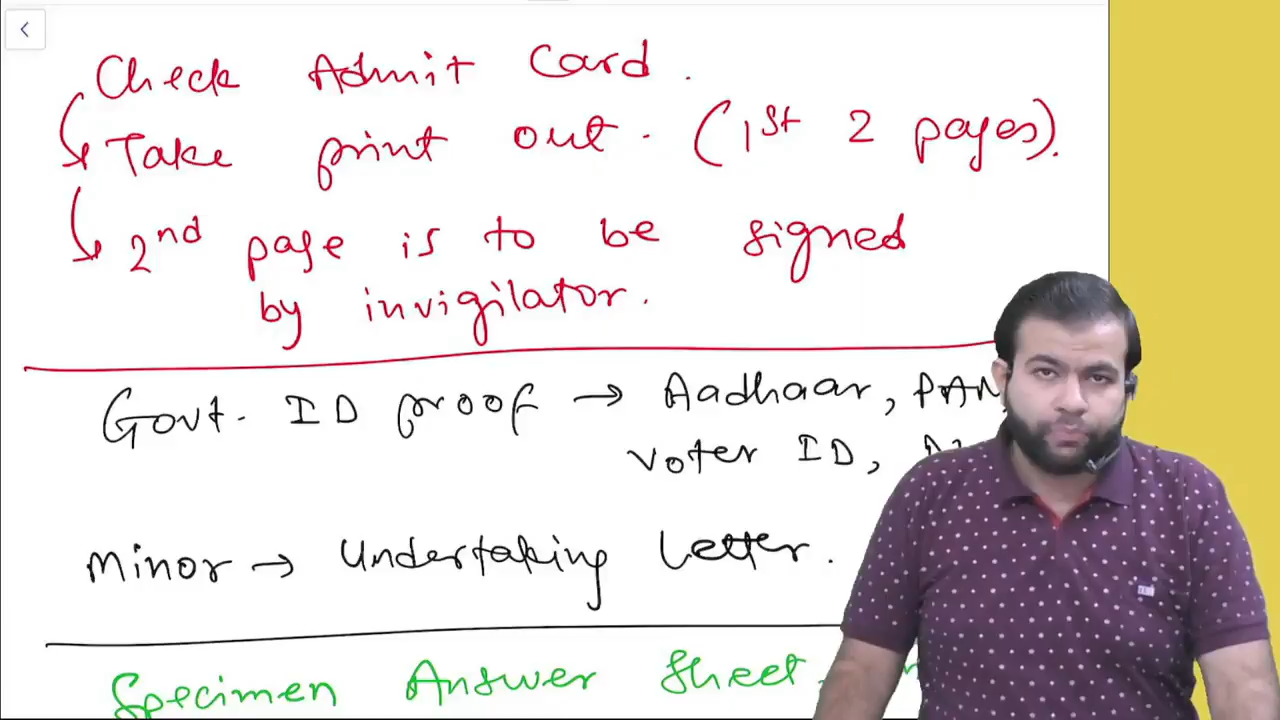 Check Admit Card.
Take print out. (1st 2 pages).
2nd page is to be signed
by invigilator.
Govt. ID proof → Aadhaar, PAN,
Voter ID,
Minor → Undertaking Letter.
Specimen Answer Sheet